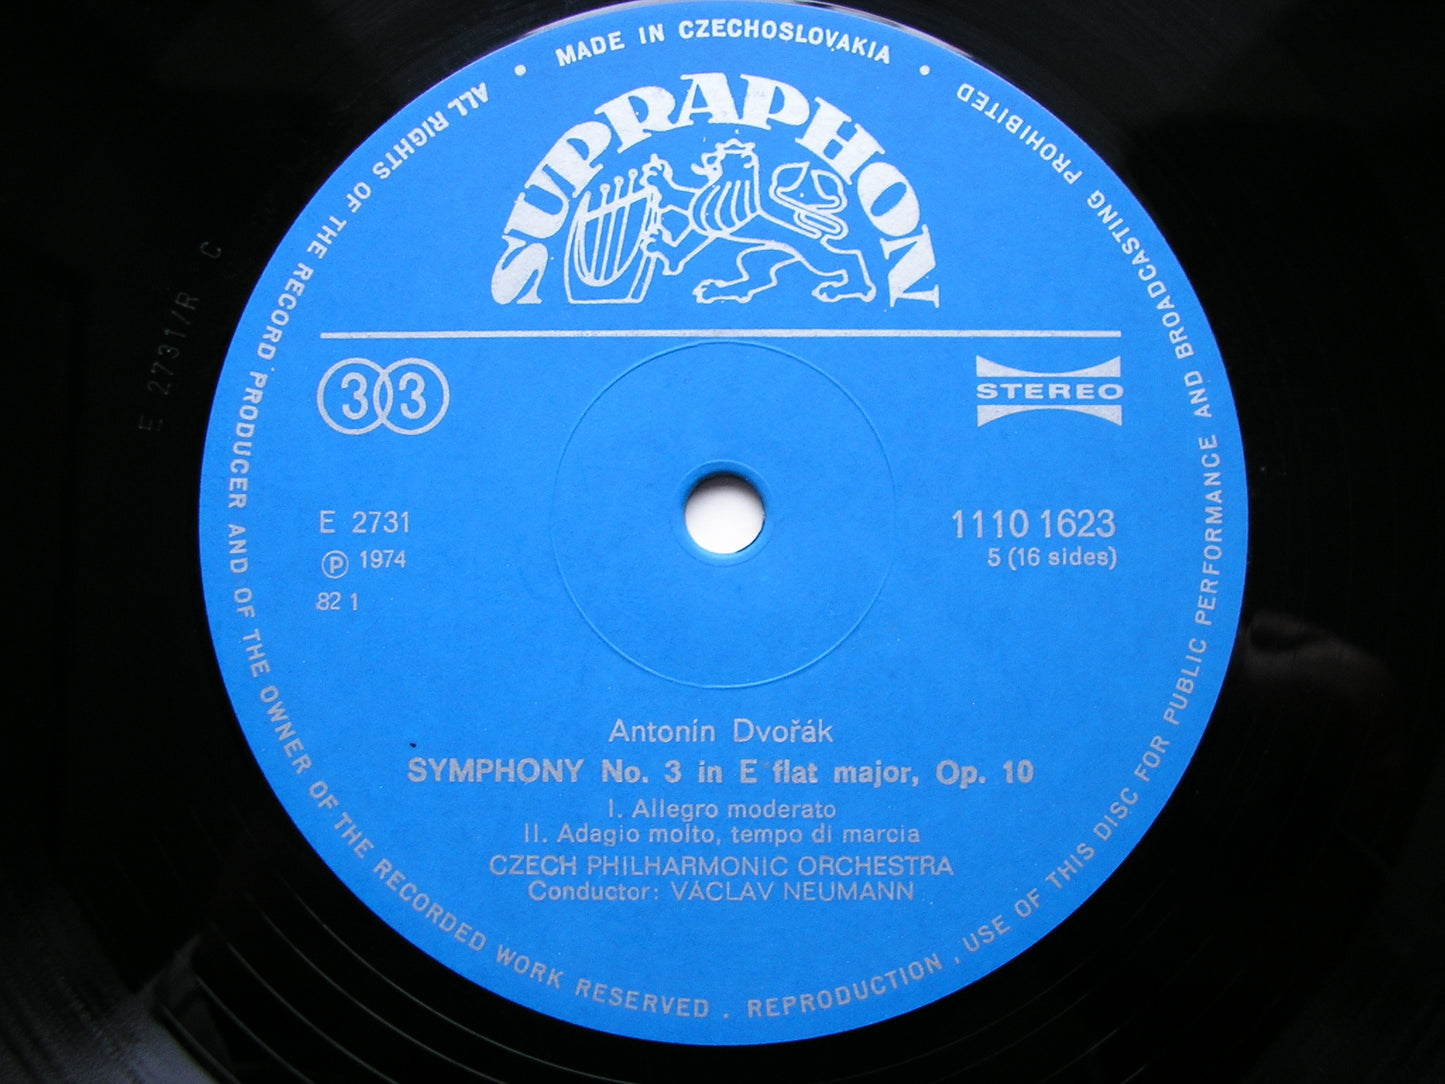 MADE IN CZECHOSLOVAKIA
SUPRAPHON
33
STEREO
E 2731
Ⓟ 1974
82 1
1110 1623
5 (16 sides)
Antonín Dvořák
SYMPHONY No. 3 in E flat major, Op. 10
I. Allegro moderato
II. Adagio molto, tempo di marcia
CZECH PHILHARMONIC ORCHESTRA
Conductor: VÁCLAV NEUMANN
ALL RIGHTS OF THE RECORD PRODUCER AND OF THE OWNER OF THE RECORDED WORK RESERVED . REPRODUCTION , USE OF THIS DISC FOR PUBLIC PERFORMANCE AND BROADCASTING PROHIBITED
E 2731/R C